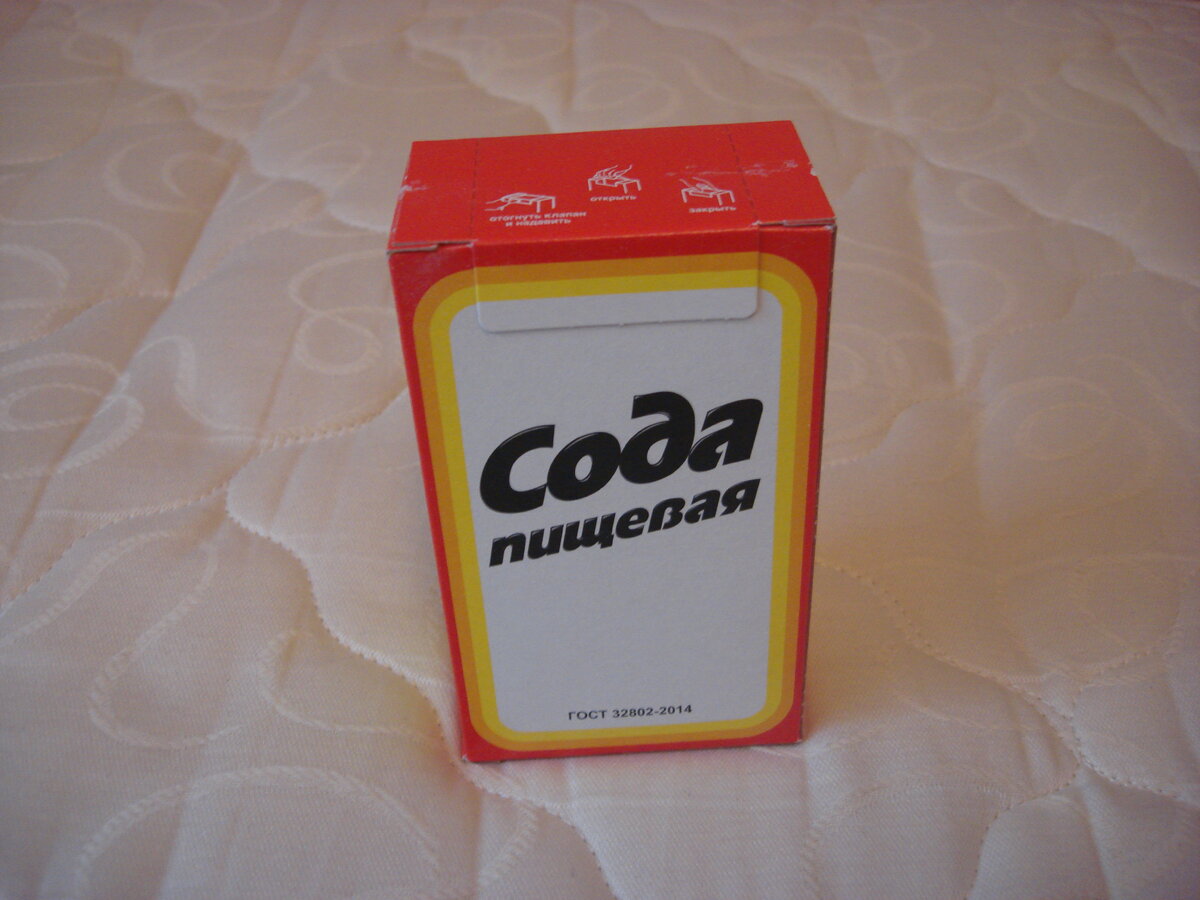 отогнуть клапан
и надавить
открыть
закрыть
Сода
пищевая
ГОСТ 32802-2014